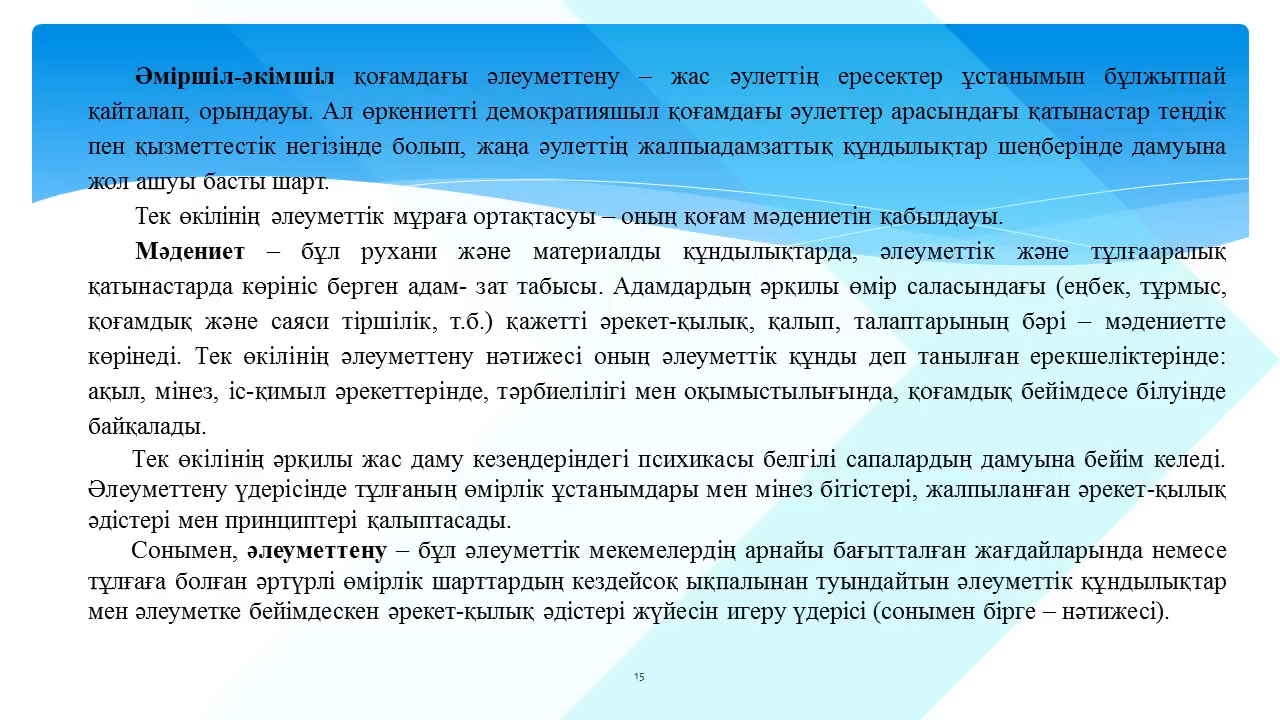 Әміршіл-әкімшіл қоғамдағы әлеуметтену – жас әулеттің ересектер ұстанымын бұлжытпай
қайталап, орындауы. Ал өркениетті демократияшыл қоғамдағы әулеттер арасындағы қатынастар теңдік
пен қызметтестік негізінде болып, жаңа әулеттің жалпыадамзаттық құндылықтар шеңберінде дамуына
жол ашуы басты шарт.
Тек өкілінің әлеуметтік мұраға ортақтасуы – оның қоғам мәдениетін қабылдауы.
Мәдениет – бұл рухани және материалды құндылықтарда, әлеуметтік және тұлғааралық
қатынастарда көрініс берген адам- зат табысы. Адамдардың әрқилы өмір саласындағы (еңбек, тұрмыс,
қоғамдық және саяси тіршілік, т.б.) қажетті әрекет-қылық, қалып, талаптарының бәрі – мәдениетте
көрінеді. Тек өкілінің әлеуметтену нәтижесі оның әлеуметтік құнды деп танылған ерекшеліктерінде:
ақыл, мінез, іс-қимыл әрекеттерінде, тәрбиелілігі мен оқымыстылығында, қоғамдық бейімдесе білуінде
байқалады.
Тек өкілінің әрқилы жас даму кезеңдеріндегі психикасы белгілі сапалардың дамуына бейім келеді.
Әлеуметтену үдерісінде тұлғаның өмірлік ұстанымдары мен мінез бітістері, жалпыланған әрекет-қылық
әдістері мен принциптері қалыптасады.
Сонымен, әлеуметтену – бұл әлеуметтік мекемелердің арнайы бағытталған жағдайларында немесе
тұлғаға болған әртүрлі өмірлік шарттардың кездейсоқ ықпалынан туындайтын әлеуметтік құндылықтар
мен әлеуметке бейімдескен әрекет-қылық әдістері жүйесін игеру үдерісі (сонымен бірге – нәтижесі).
15